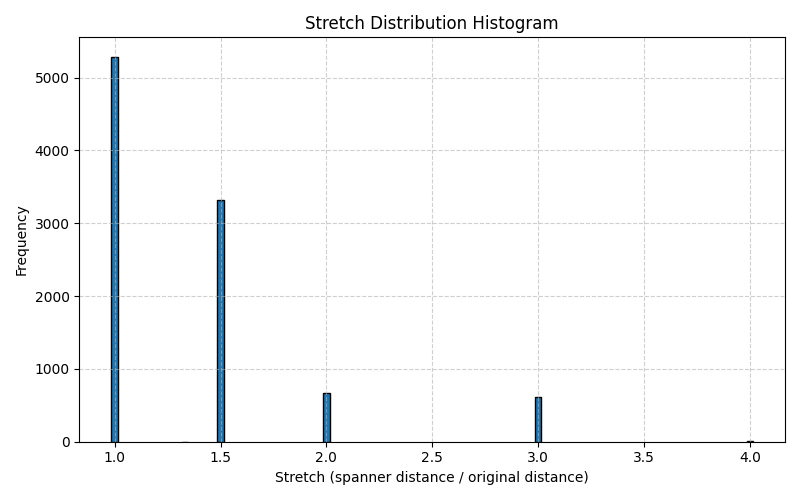 Stretch Distribution Histogram
Frequency
5000
4000
3000
2000
1000
0
1.0 1.5 2.0 2.5 3.0 3.5 4.0
Stretch (spanner distance / original distance)